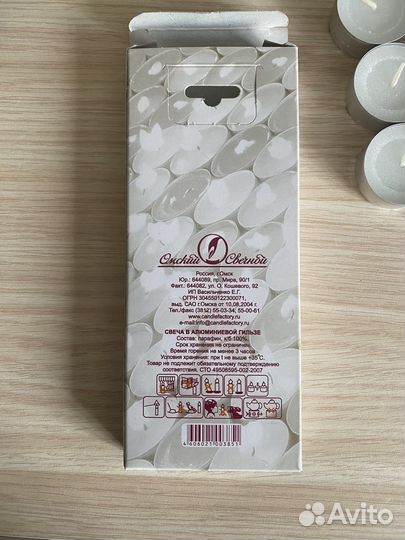 Омский Свечной
Россия, г.Омск
Юр.: 644089, пр. Мира, 90/1
Факт.: 644082, ул. О. Кошевого, 92
ИП Васильченко Е.Г.
ОГРН 304550122300071,
выд. САО г.Омска от 10,08,2004 г.
Тел./факс (3812) 55-03-34, 55-00-61
www.candlefactory.ru
e-mail:info@candlefactory.ru
СВЕЧА В АЛЮМИНИЕВОЙ ГИЛЬЗЕ
Состав: парафин, х/б.100%.
Срок хранения не ограничен.
Время горения не менее 3 часов.
Условия хранения: при t не выше +35°С.
Товар не подлежит обязательному подтверждению
соответствия. СТО 49508595-002-2007
4606021003851
Avito